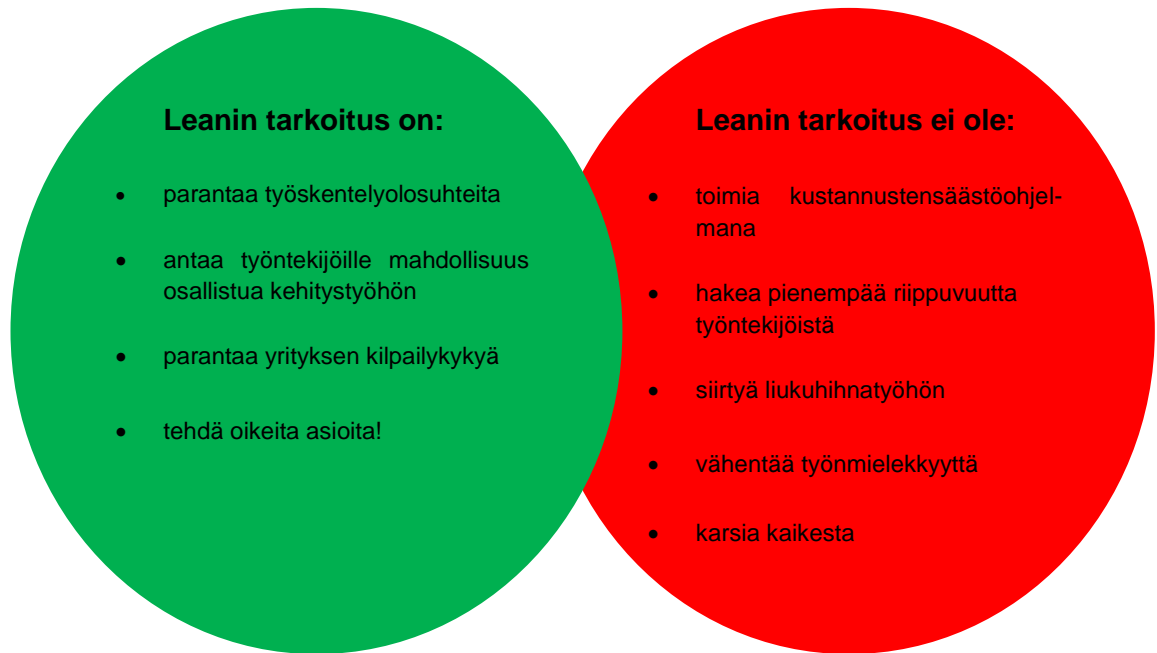 Leanin tarkoitus on:
• parantaa työskentelyolosuhteita
• antaa työntekijöille mahdollisuus
osallistua kehitystyöhön
• parantaa yrityksen kilpailykykyä
• tehdä oikeita asioita!
Leanin tarkoitus ei ole:
• toimia kustannustensäästöohjel-
mana
• hakea pienempää riippuvuutta
työntekijöistä
• siirtyä liukuhihnatyöhön
• vähentää työnmielekkyyttä
• karsia kaikesta